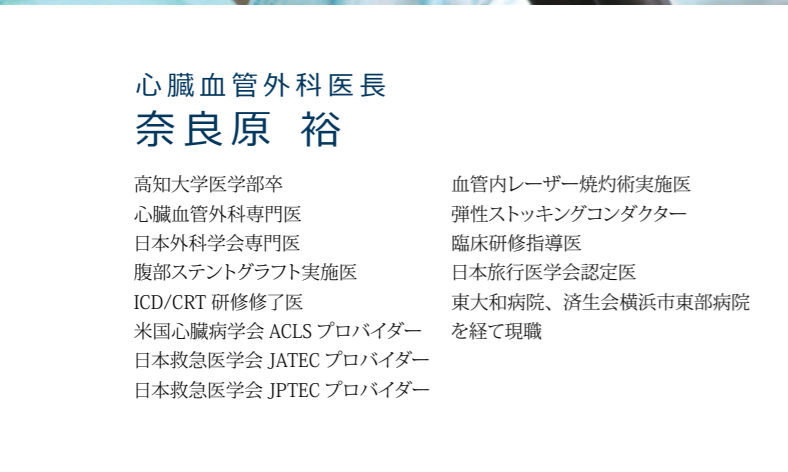 心臓血管外科医長
奈良原 裕
高知大学医学部卒
心臓血管外科専門医
日本外科学会専門医
腹部ステントグラフト実施医
ICD/CRT 研修修了医
米国心臓病学会 ACLS プロバイダー
日本救急医学会 JATEC プロバイダー
日本救急医学会 JPTEC プロバイダー
血管内レーザー焼灼術実施医
弾性ストッキングコンダクター
臨床研修指導医
日本旅行医学会認定医
東大和病院、済生会横浜市東部病院
を経て現職